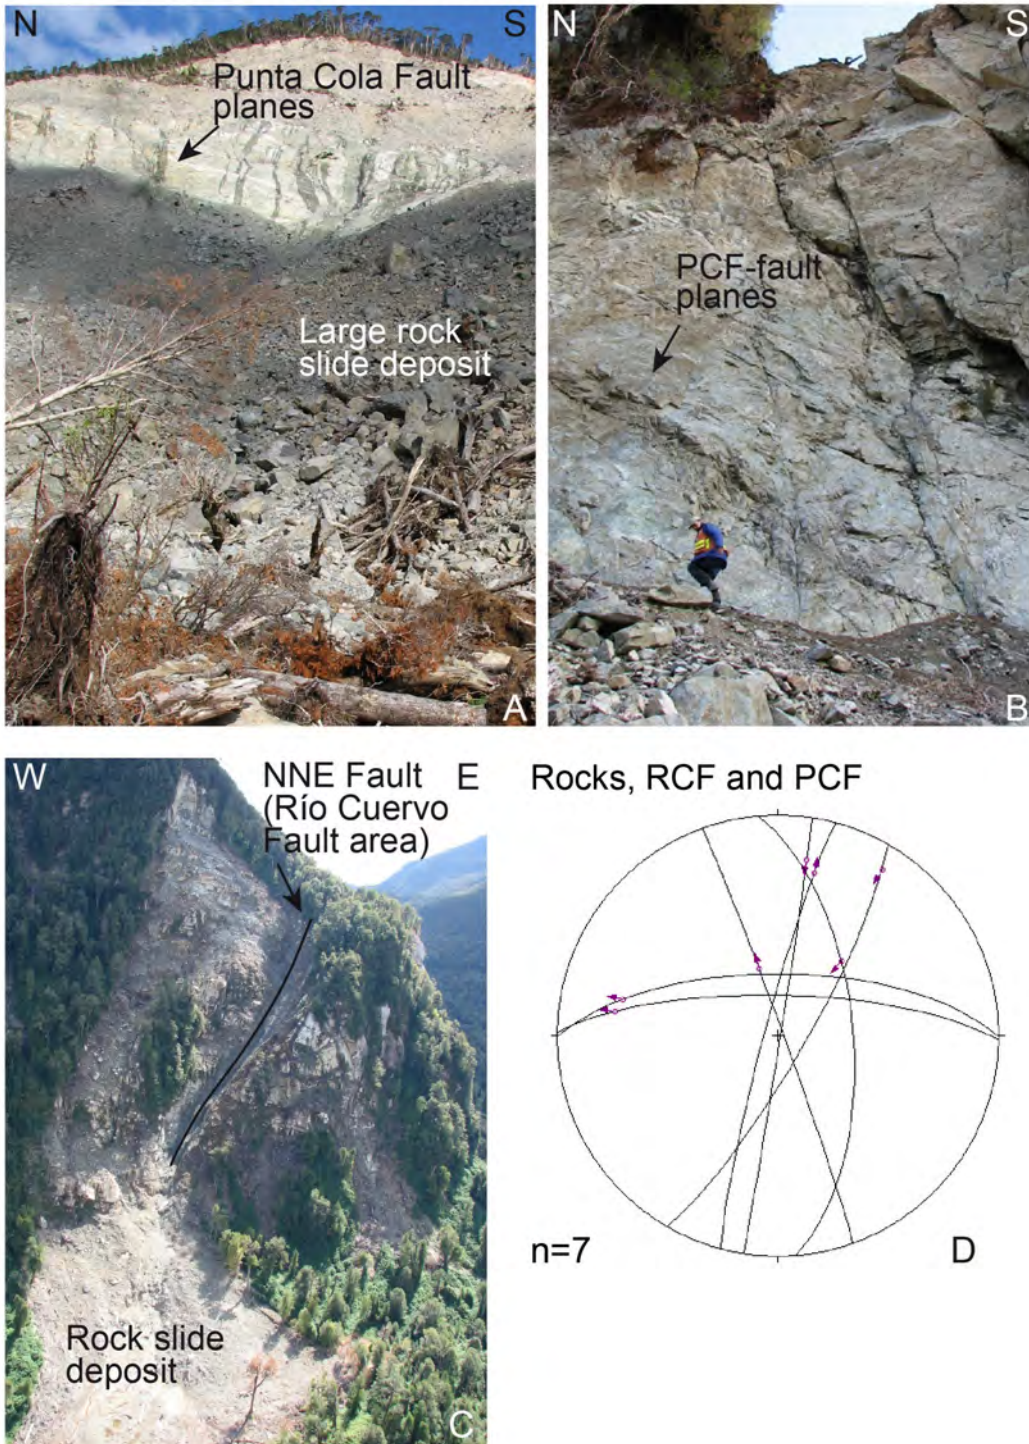 N S
Punta Cola Fault
planes
Large rock
slide deposit
A
N S
PCF-fault
planes
B
W E
NNE Fault
(Río Cuervo
Fault area)
Rock slide
deposit
C
Rocks, RCF and PCF
n=7
D